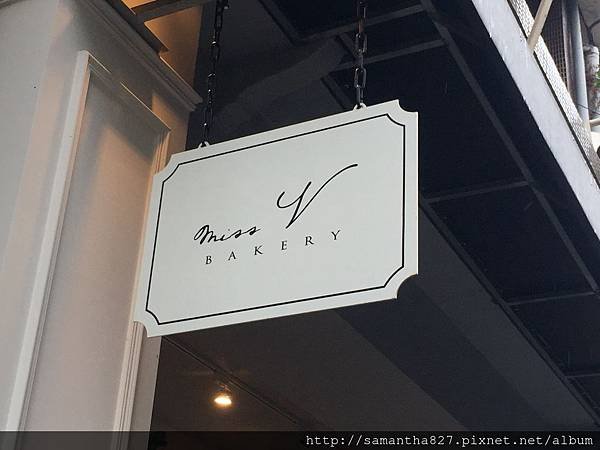 miss V
BAKERY
http://samantha827.pixnet.net/album